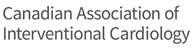 Canadian Association of
Interventional Cardiology